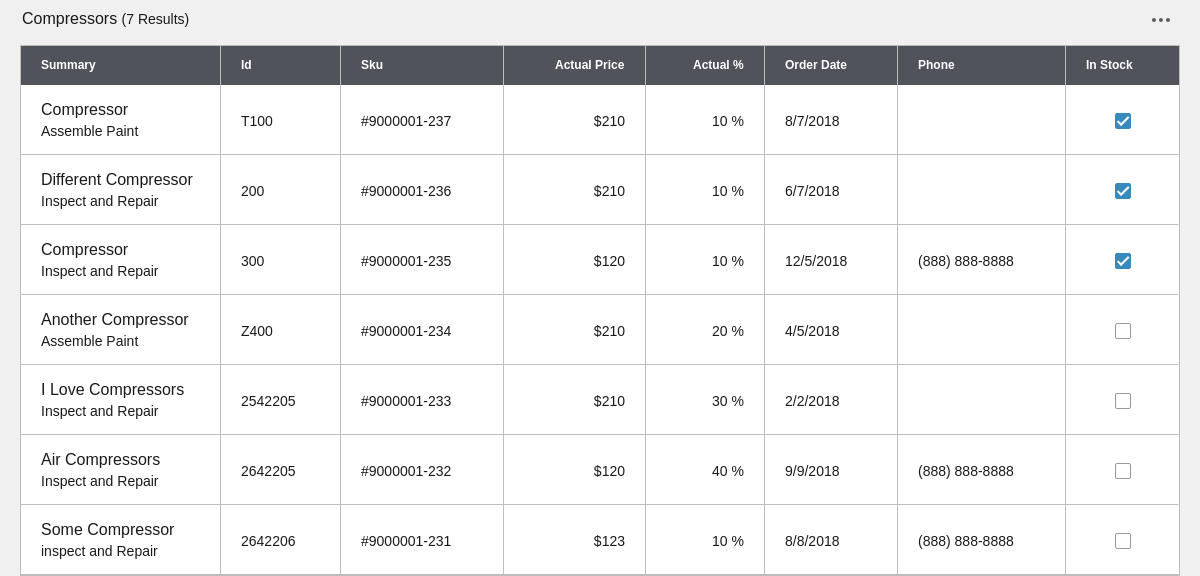 Compressors (7 Results)
Summary Id Sku Actual Price Actual % Order Date Phone In Stock
Compressor
Assemble Paint T100 #9000001-237 $210 10 % 8/7/2018
Different Compressor
Inspect and Repair 200 #9000001-236 $210 10 % 6/7/2018
Compressor
Inspect and Repair 300 #9000001-235 $120 10 % 12/5/2018 (888) 888-8888
Another Compressor
Assemble Paint Z400 #9000001-234 $210 20 % 4/5/2018
I Love Compressors
Inspect and Repair 2542205 #9000001-233 $210 30 % 2/2/2018
Air Compressors
Inspect and Repair 2642205 #9000001-232 $120 40 % 9/9/2018 (888) 888-8888
Some Compressor
inspect and Repair 2642206 #9000001-231 $123 10 % 8/8/2018 (888) 888-8888